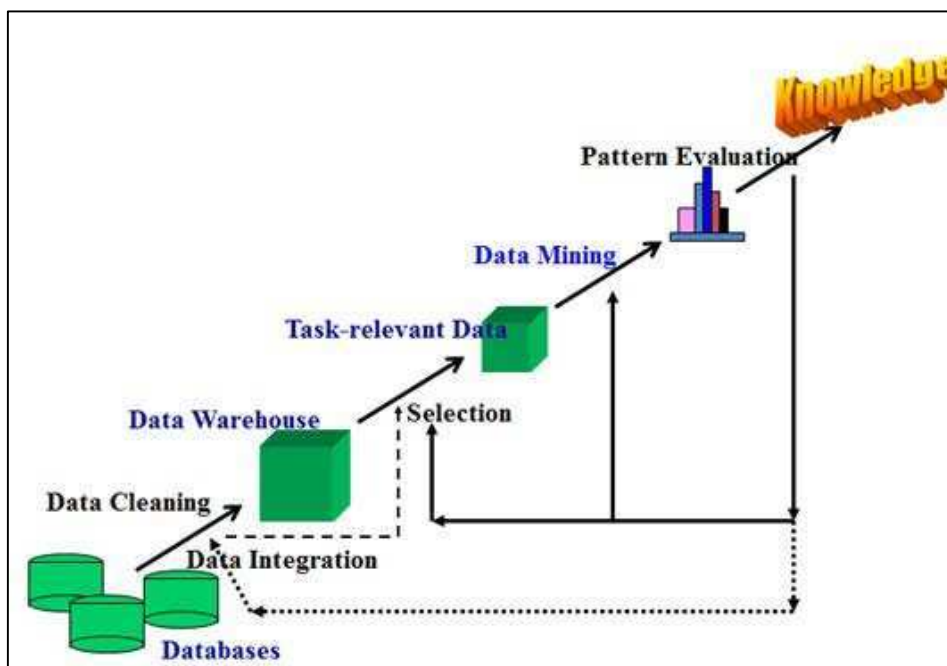 Knowledge
Pattern Evaluation
Data Mining
Task-relevant Data
Data Warehouse
Selection
Data Cleaning
Data Integration
Databases